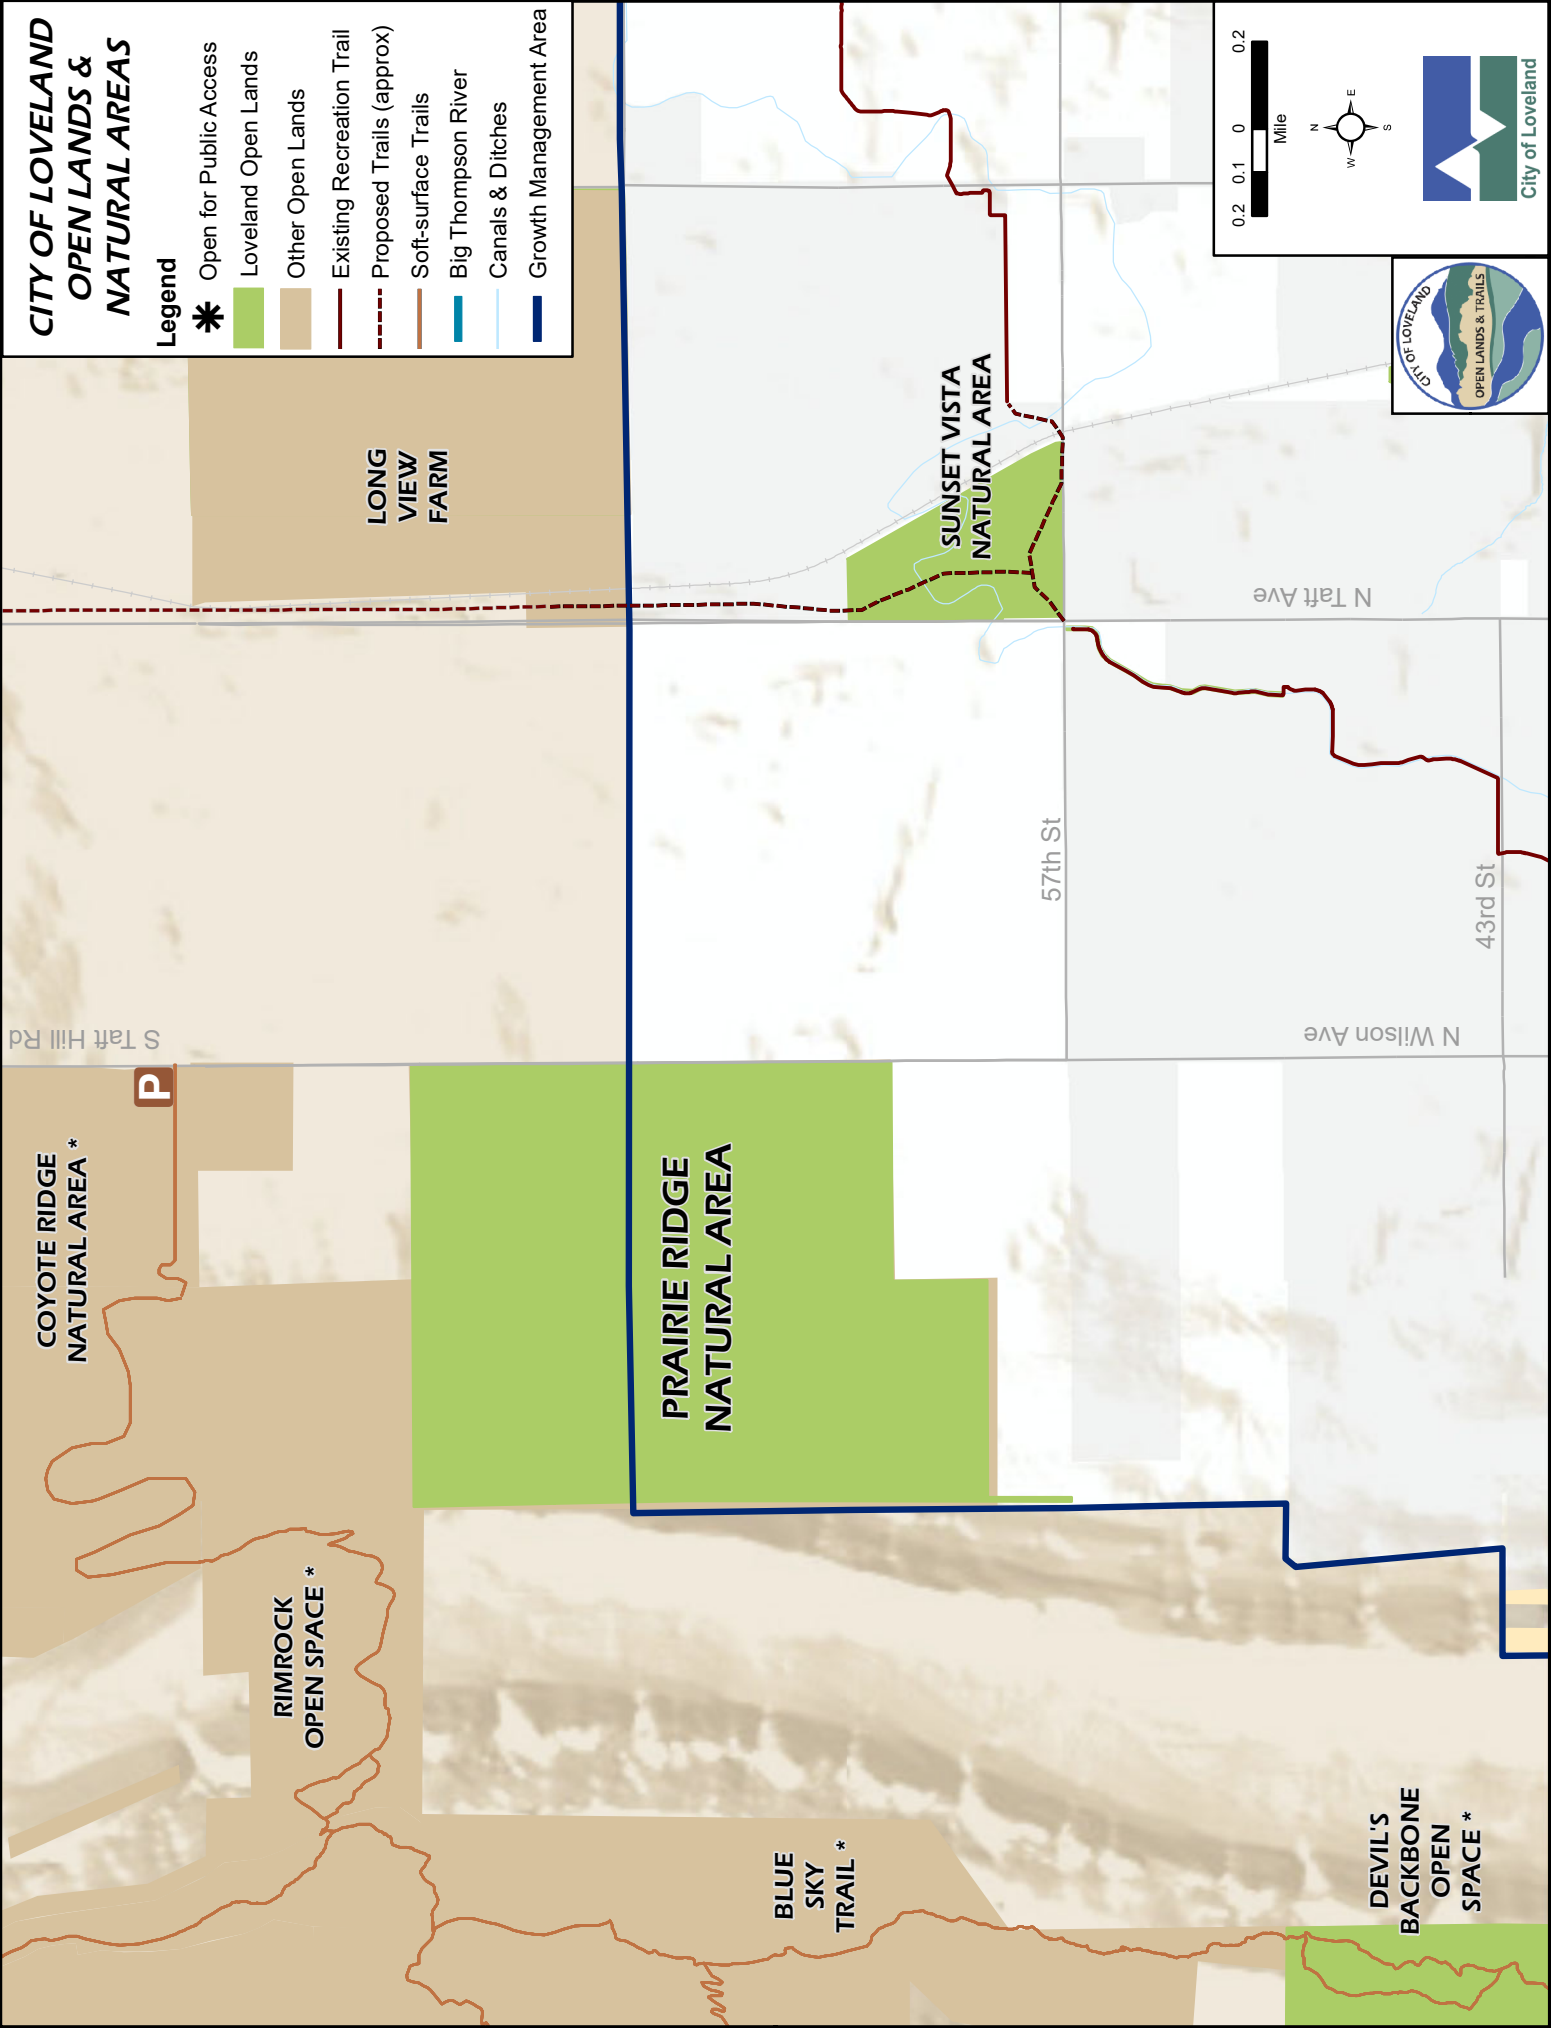 CITY OF LOVELAND
OPEN LANDS &
NATURAL AREAS
Legend
Open for Public Access
Loveland Open Lands
Other Open Lands
Existing Recreation Trail
Proposed Trails (approx)
Soft-surface Trails
Big Thompson River
Canals & Ditches
Growth Management Area
COYOTE RIDGE
NATURAL AREA *
P
S Taft Hill Rd
RIMROCK
OPEN SPACE *
LONG
VIEW
FARM
PRAIRIE RIDGE
NATURAL AREA
BLUE
SKY
TRAIL *
SUNSET VISTA
NATURAL AREA
57th St
N Taft Ave
N Wilson Ave
43rd St
DEVIL'S
BACKBONE
OPEN
SPACE *
0.2 0.1 0 0.2
Mile
N
W E
S
City of Loveland
CITY OF LOVELAND
OPEN LANDS & TRAILS